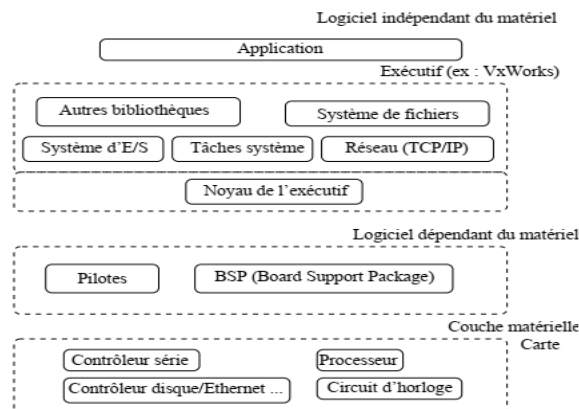 Logiciel indépendant du matériel
Application
Exécutif (ex : VxWorks)
Autres bibliothèques
Système de fichiers
Système d'E/S
Tâches système
Réseau (TCP/IP)
Noyau de l'exécutif
Logiciel dépendant du matériel
Pilotes
BSP (Board Support Package)
Couche matérielle
Carte
Contrôleur série
Processeur
Contrôleur disque/Ethernet ...
Circuit d'horloge